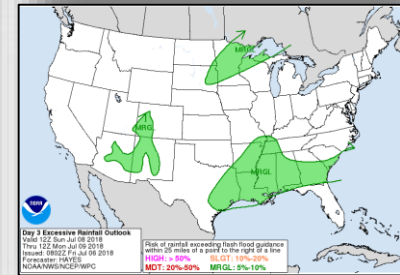 MRGL
MRGL
MRGL
NOAA
Day 3 Excessive Rainfall Outlook
Valid 12Z Sun Jul 08 2018
Thru 12Z Mon Jul 09 2018
Issued: 0802Z Fri Jul 06 2018
Forecaster: HAYES
NOAA/NWS/NCEP/WPC
Risk of rainfall exceeding flash flood guidance
within 25 miles of a point to the right of a line
HIGH: > 50% SLGT: 10%-20%
MDT: 20%-50% MRGL: 5%-10%